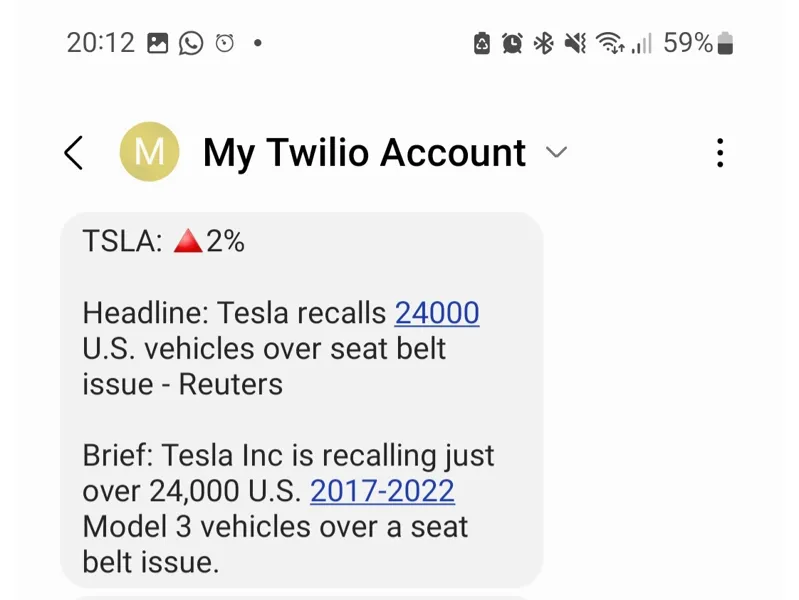 20:12 59%
M My Twilio Account
TSLA: 🔺2%
Headline: Tesla recalls 24000
U.S. vehicles over seat belt
issue - Reuters
Brief: Tesla Inc is recalling just
over 24,000 U.S. 2017-2022
Model 3 vehicles over a seat
belt issue.